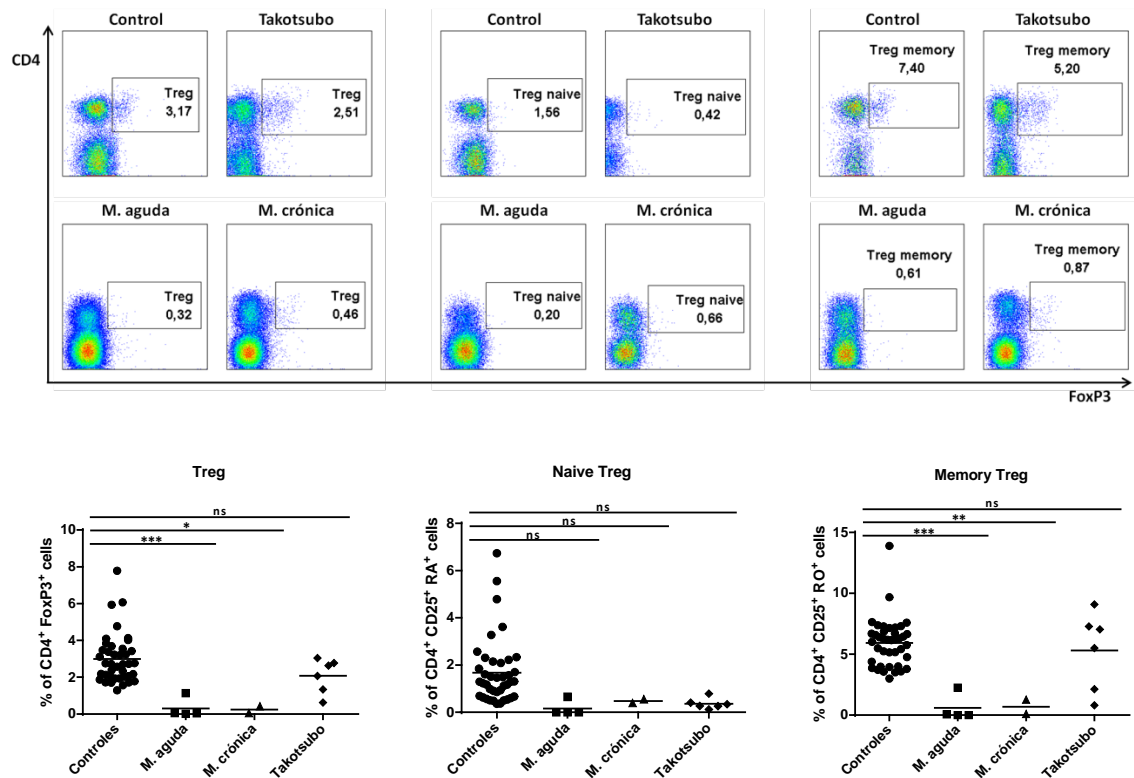 Control Takotsubo Control Takotsubo Control Takotsubo
CD4
Treg
3,17
Treg
2,51
Treg naive
1,56
Treg naive
0,42
Treg memory
7,40
Treg memory
5,20
M. aguda M. crónica M. aguda M. crónica M. aguda M. crónica
Treg
0,32
Treg
0,46
Treg naive
0,20
Treg naive
0,66
Treg memory
0,61
Treg memory
0,87
FoxP3
Treg
ns
*
***
% of CD4+ FoxP3+ cells
10
8
6
4
2
0
Controles
M. aguda
M. crónica
Takotsubo
Naive Treg
ns
ns
ns
% of CD4+ CD25+ RA+ cells
8
6
4
2
0
Controles
M. aguda
M. crónica
Takotsubo
Memory Treg
ns
**
***
% of CD4+ CD25+ RO+ cells
15
10
5
0
Controles
M. aguda
M. crónica
Takotsubo